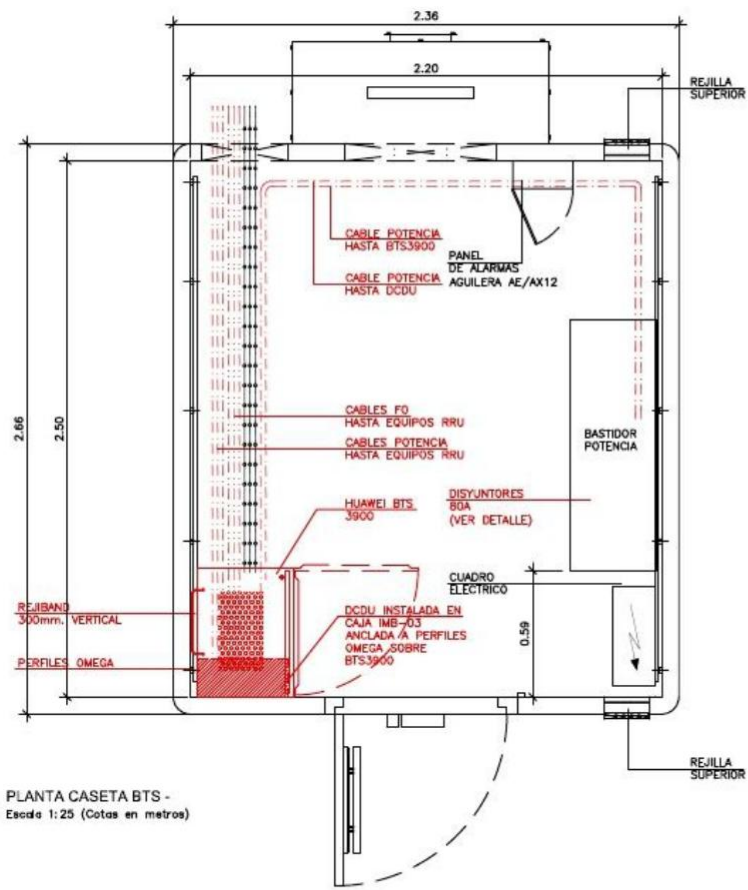 2.36
2.20
REJILLA
SUPERIOR
CABLE POTENCIA
HASTA BTS3900
PANEL
DE ALARMAS
AGUILERA AE/AX12
CABLE POTENCIA
HASTA DCDU
2.66
2.50
CABLES FO
HASTA EQUIPOS RRU
CABLES POTENCIA
HASTA EQUIPOS RRU
BASTIDOR
POTENCIA
HUAWEI BTS
3900
DISYUNTORES
80A
(VER DETALLE)
CUADRO
ELECTRICO
REJIBAND
300mm. VERTICAL
DCDU INSTALADA EN
CAJA IMB-03
ANCLADA A PERFILES
OMEGA SOBRE
BTS3900
0.59
PERFILES OMEGA
REJILLA
SUPERIOR
PLANTA CASETA BTS -
Escala 1:25 (Cotas en metros)